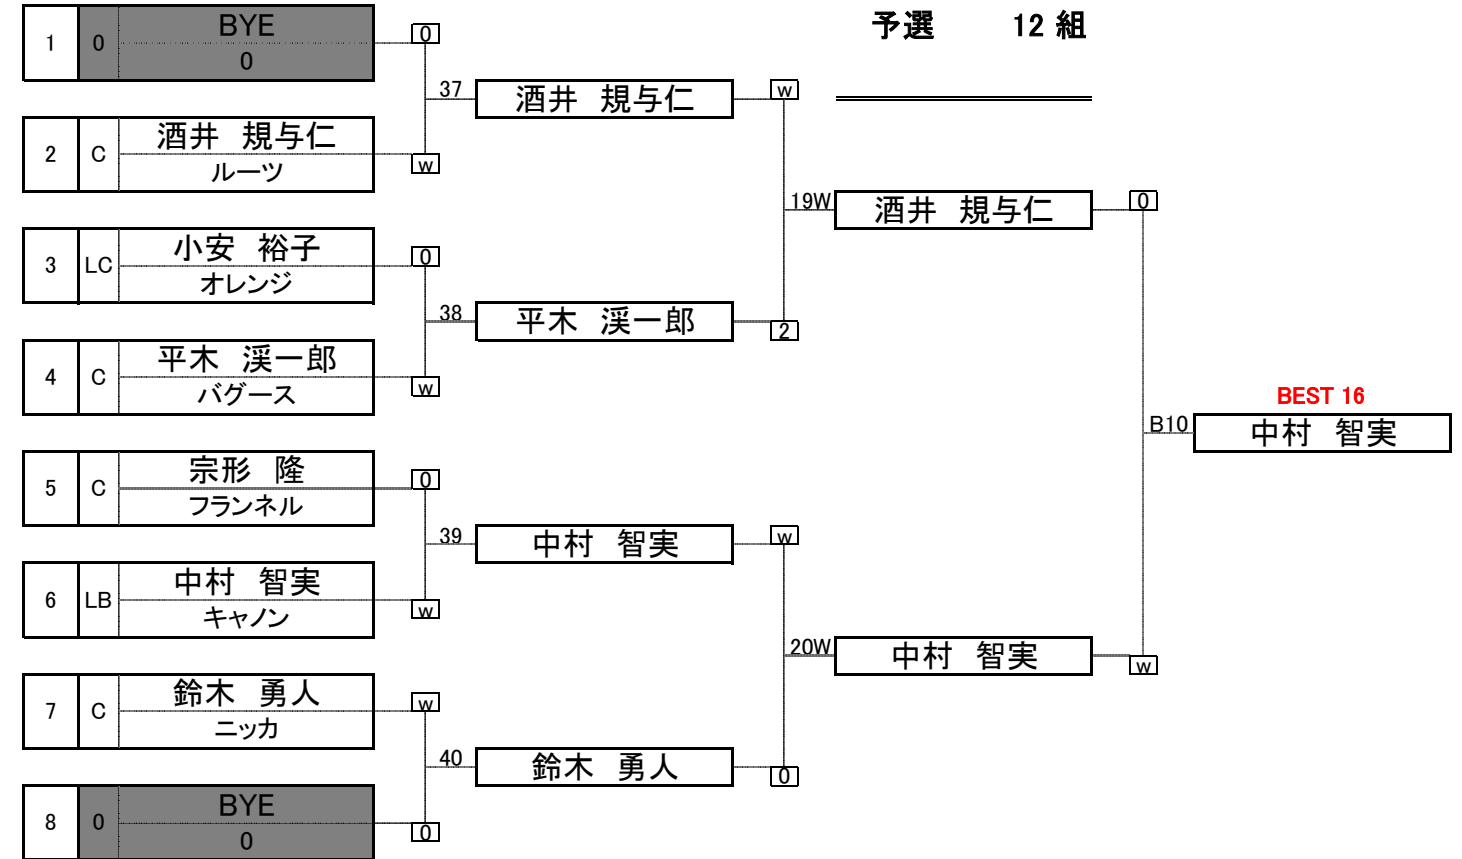 予選 12 組
1 0 BYE
0
0
37 酒井 規与仁 w
2 C 酒井 規与仁
ルーツ
w
19W 酒井 規与仁 0
3 LC 小安 裕子
オレンジ
0
38 平木 渓一郎 2
4 C 平木 渓一郎
バグース
w
BEST 16
B10 中村 智実
5 C 宗形 隆
フランネル
0
39 中村 智実 w
6 LB 中村 智実
キャノン
w
20W 中村 智実 w
7 C 鈴木 勇人
ニッカ
w
40 鈴木 勇人 0
8 0 BYE
0
0